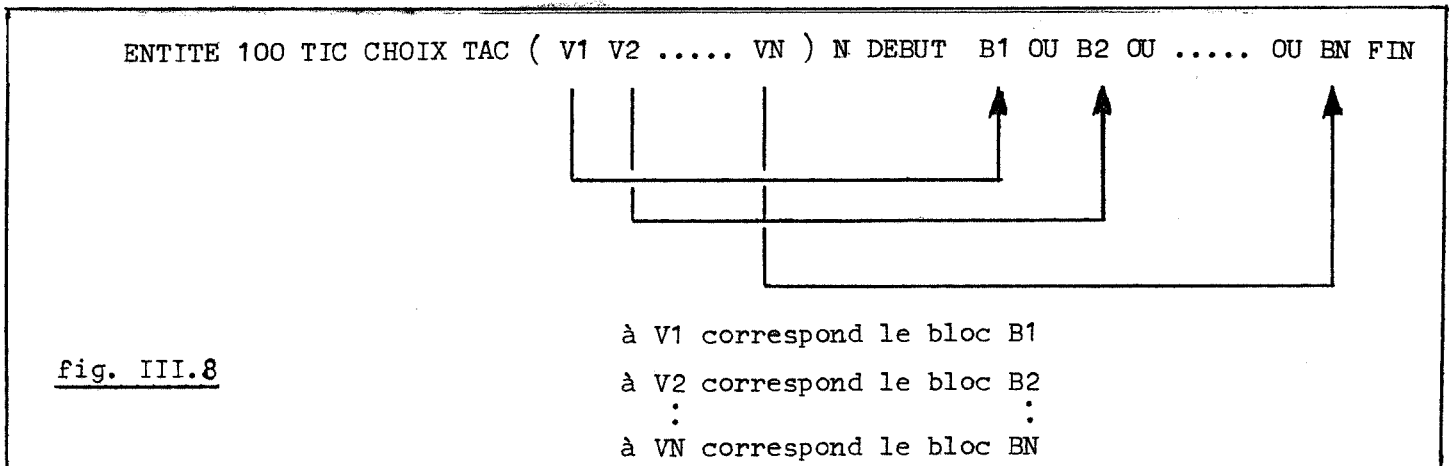 ENTITE 100 TIC CHOIX TAC ( V1 V2 ..... VN ) N DEBUT B1 OU B2 OU ..... OU BN FIN
à V1 correspond le bloc B1
fig. III.8
à V2 correspond le bloc B2
: :
à VN correspond le bloc BN